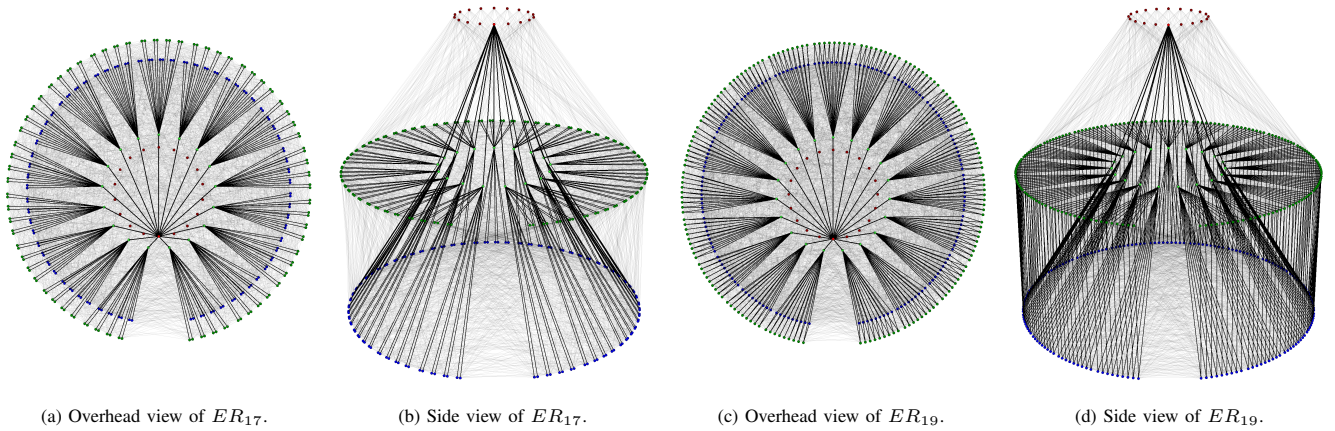 (a) Overhead view of ER₁₇.
(b) Side view of ER₁₇.
(c) Overhead view of ER₁₉.
(d) Side view of ER₁₉.